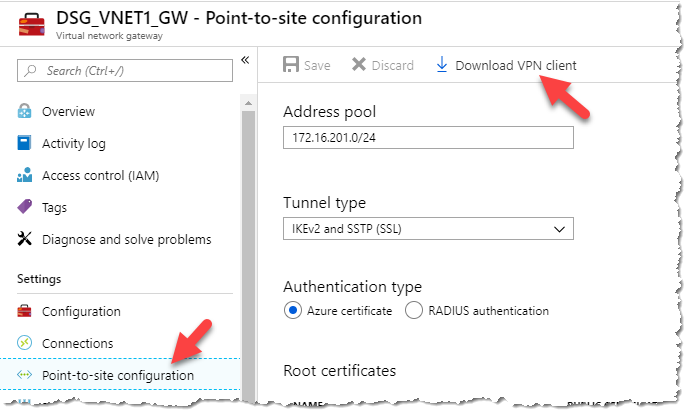 DSG_VNET1_GW - Point-to-site configuration
Virtual network gateway
Search (Ctrl+/)
«
Save
Discard
Download VPN client
Overview
Activity log
Access control (IAM)
Tags
Diagnose and solve problems
Settings
Configuration
Connections
Point-to-site configuration
Address pool
172.16.201.0/24
Tunnel type
IKEv2 and SSTP (SSL)
Authentication type
Azure certificate
RADIUS authentication
Root certificates